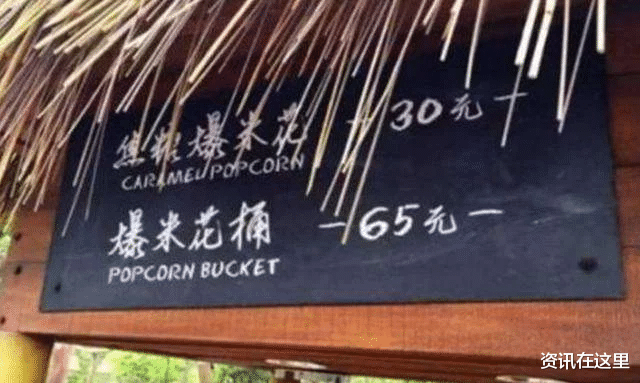 焦糖爆米花 -30元-
CARAMEL POPCORN
爆米花桶 -65元-
POPCORN BUCKET
资讯在这里